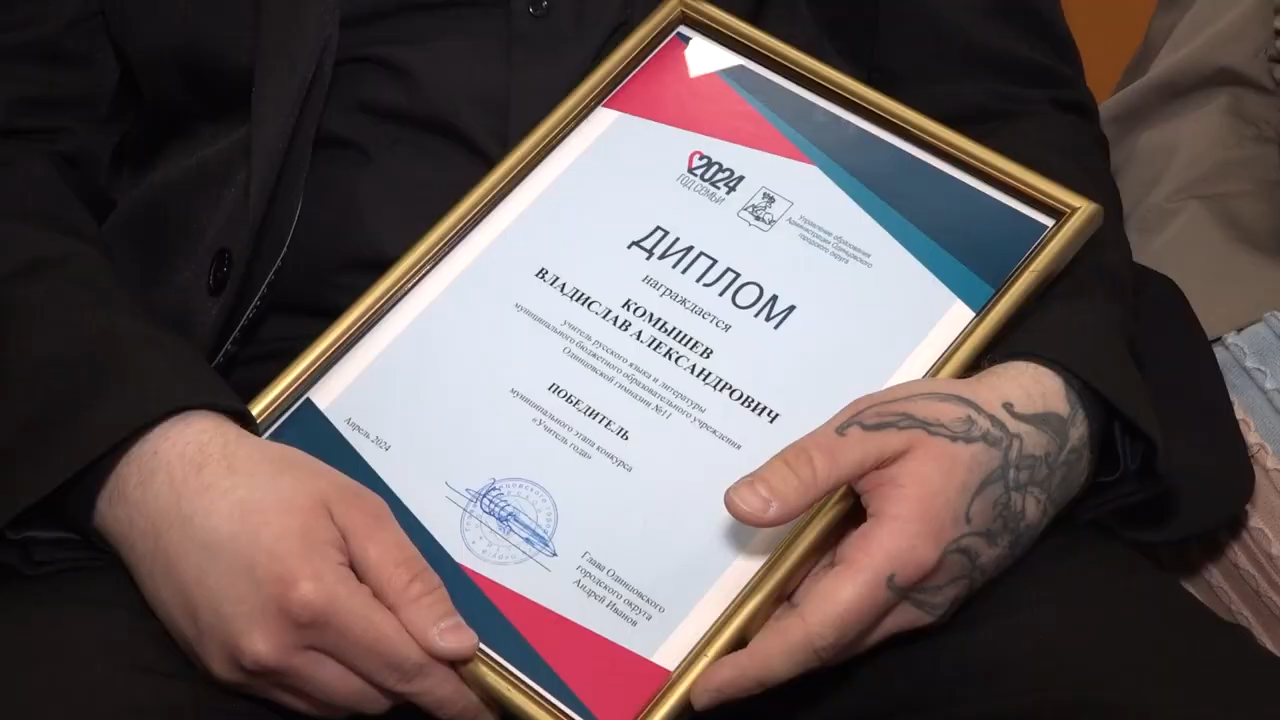 2024
ГОД СЕМЬИ
Управление образования
Администрации Одинцовского
городского округа
ДИПЛОМ
награждается
КОМЫШЕВ
ВЛАДИСЛАВ АЛЕКСАНДРОВИЧ
учитель русского языка и литературы
муниципального бюджетного образовательного учреждения
Одинцовской гимназии №11
ПОБЕДИТЕЛЬ
муниципального этапа конкурса
«Учитель года»
Апрель 2024
Глава Одинцовского
городского округа
Андрей Иванов